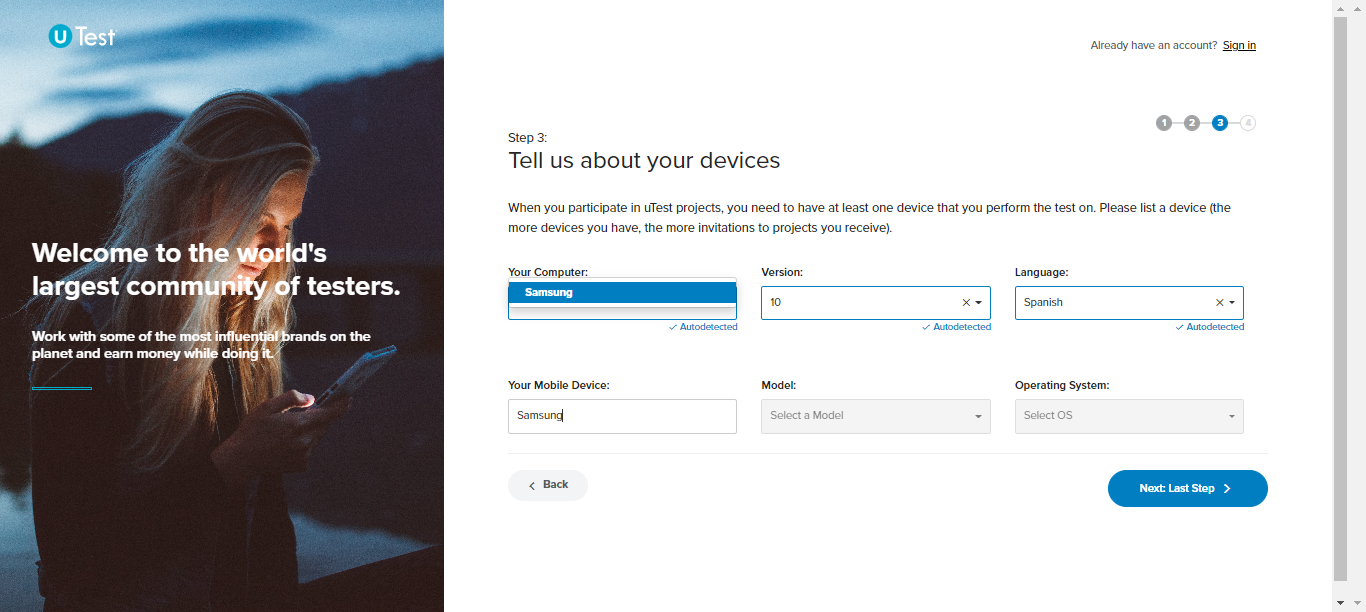 u Test
Already have an account? Sign in
1 2 3 4
Step 3:
Tell us about your devices
When you participate in uTest projects, you need to have at least one device that you perform the test on. Please list a device (the
more devices you have, the more invitations to projects you receive).
Welcome to the world's
largest community of testers.
Work with some of the most influential brands on the
planet and earn money while doing it.
Your Computer: Version: Language:
Samsung 10 Spanish
Autodetected Autodetected Autodetected
Your Mobile Device: Model: Operating System:
Samsung Select a Model Select OS
Back Next: Last Step